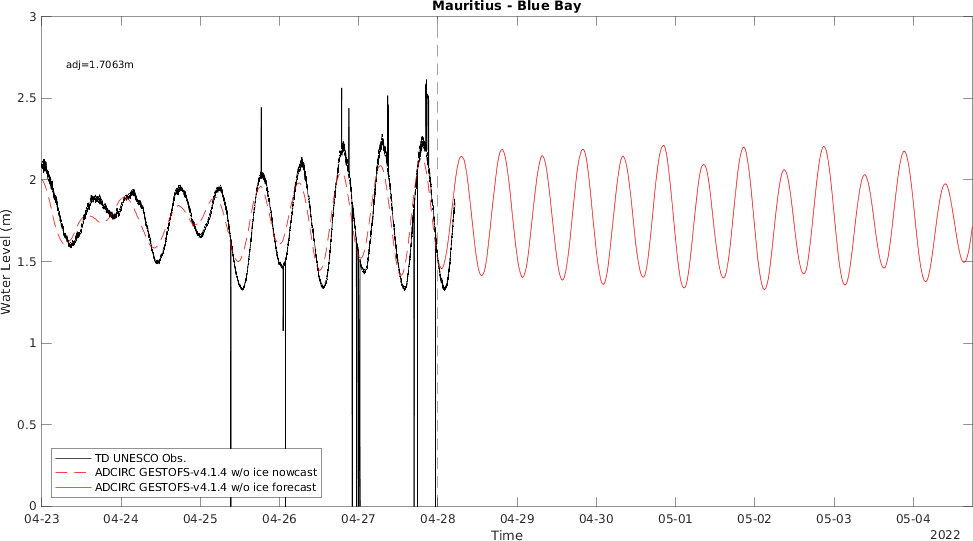 Mauritius - Blue Bay
adj=1.7063m
3
2.5
2
1.5
1
0.5
0
Water Level (m)
TD UNESCO Obs.
ADCIRC GESTOFS-v4.1.4 w/o ice nowcast
ADCIRC GESTOFS-v4.1.4 w/o ice forecast
04-23 04-24 04-25 04-26 04-27 04-28 04-29 04-30 05-01 05-02 05-03 05-04
2022
Time